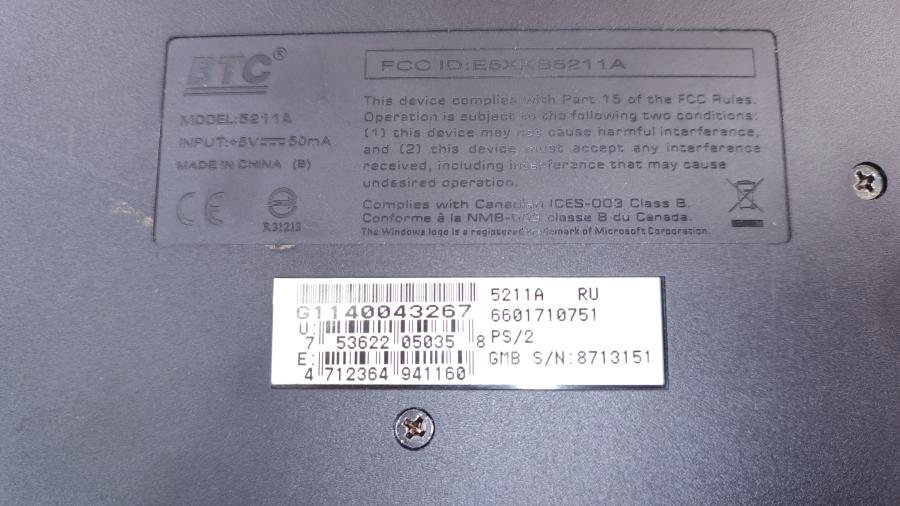 BTC®
MODEL:5211A
INPUT:+5V⎓50mA
MADE IN CHINA (B)
CE
R31213
FCC ID:E5XKB5211A
This device complies with Part 15 of the FCC Rules.
Operation is subject to the following two conditions:
(1) this device may not cause harmful interference,
and (2) this device must accept any interference
received, including interference that may cause
undesired operation.
Complies with Canadian ICES-003 Class B.
Conforme à la NMB-003 classe B du Canada.
The Windows logo is a registered trademark of Microsoft Corporation.
G1140043267
U:
7 53622 05035 8
E:
4 712364 941160
5211A RU
6601710751
PS/2
GMB S/N:8713151